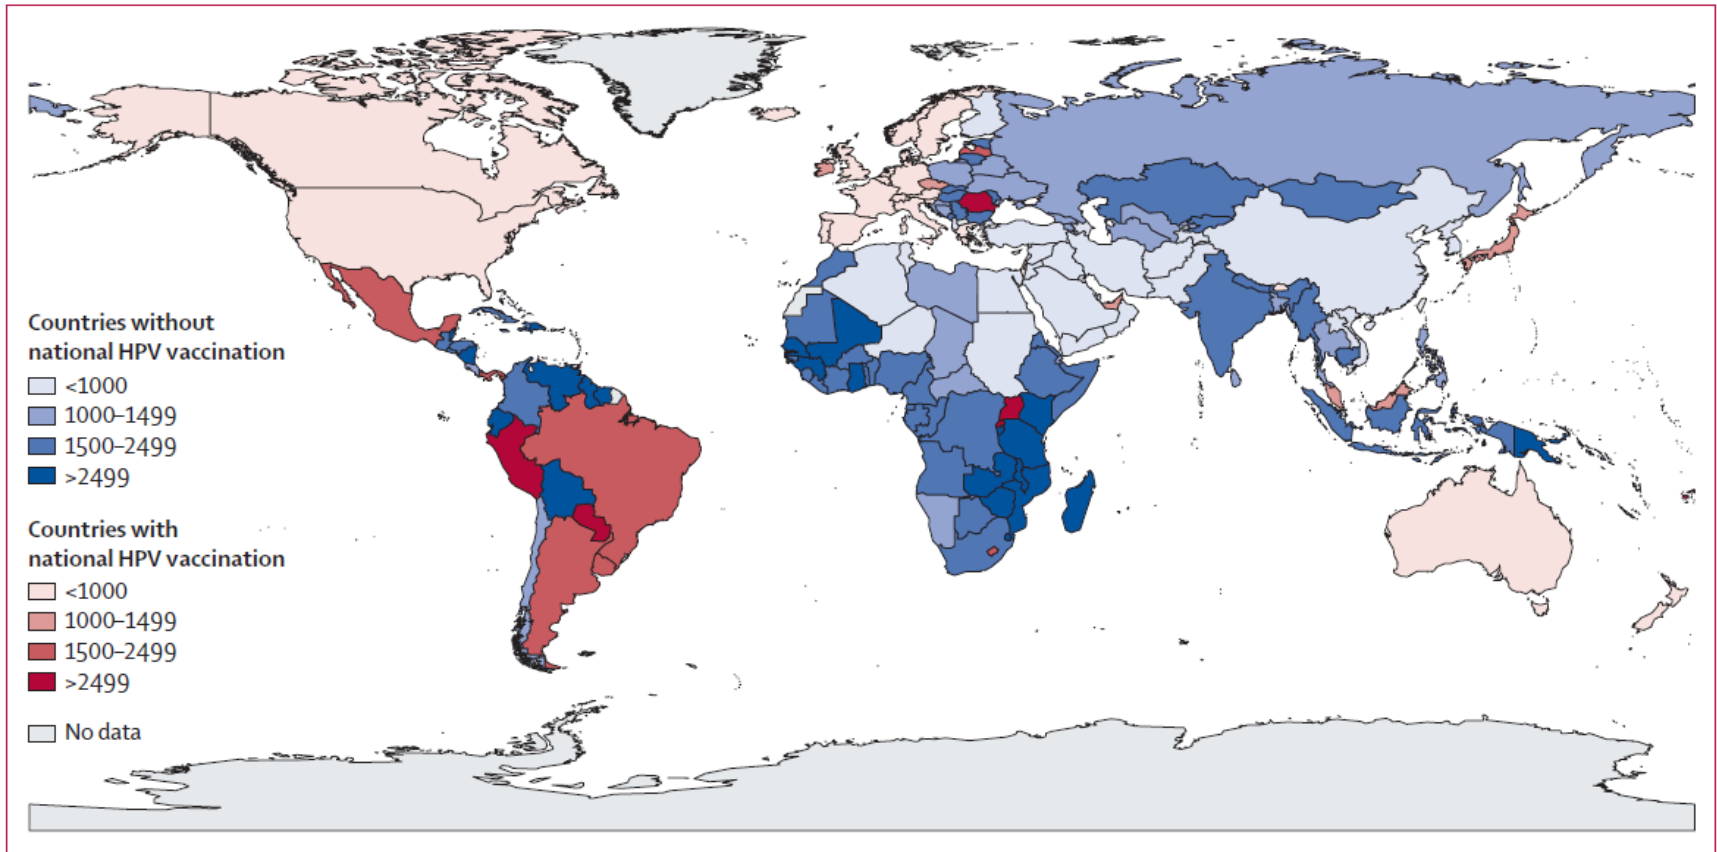 Countries without
national HPV vaccination
<1000
1000–1499
1500–2499
>2499
Countries with
national HPV vaccination
<1000
1000–1499
1500–2499
>2499
No data